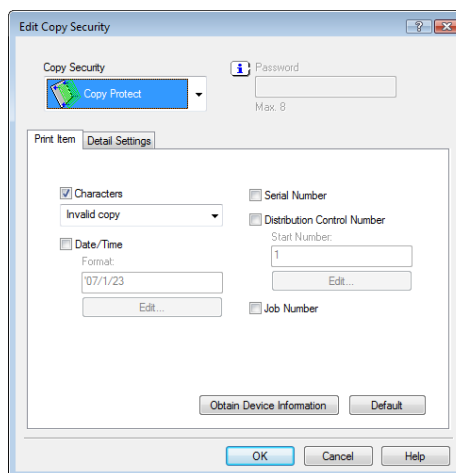 Edit Copy Security
Copy Security
Password
Copy Protect
Max. 8
Print Item
Detail Settings
Characters
Invalid copy
Date/Time
Format:
'07/1/23
Edit...
Serial Number
Distribution Control Number
Start Number:
1
Edit...
Job Number
Obtain Device Information
Default
OK
Cancel
Help